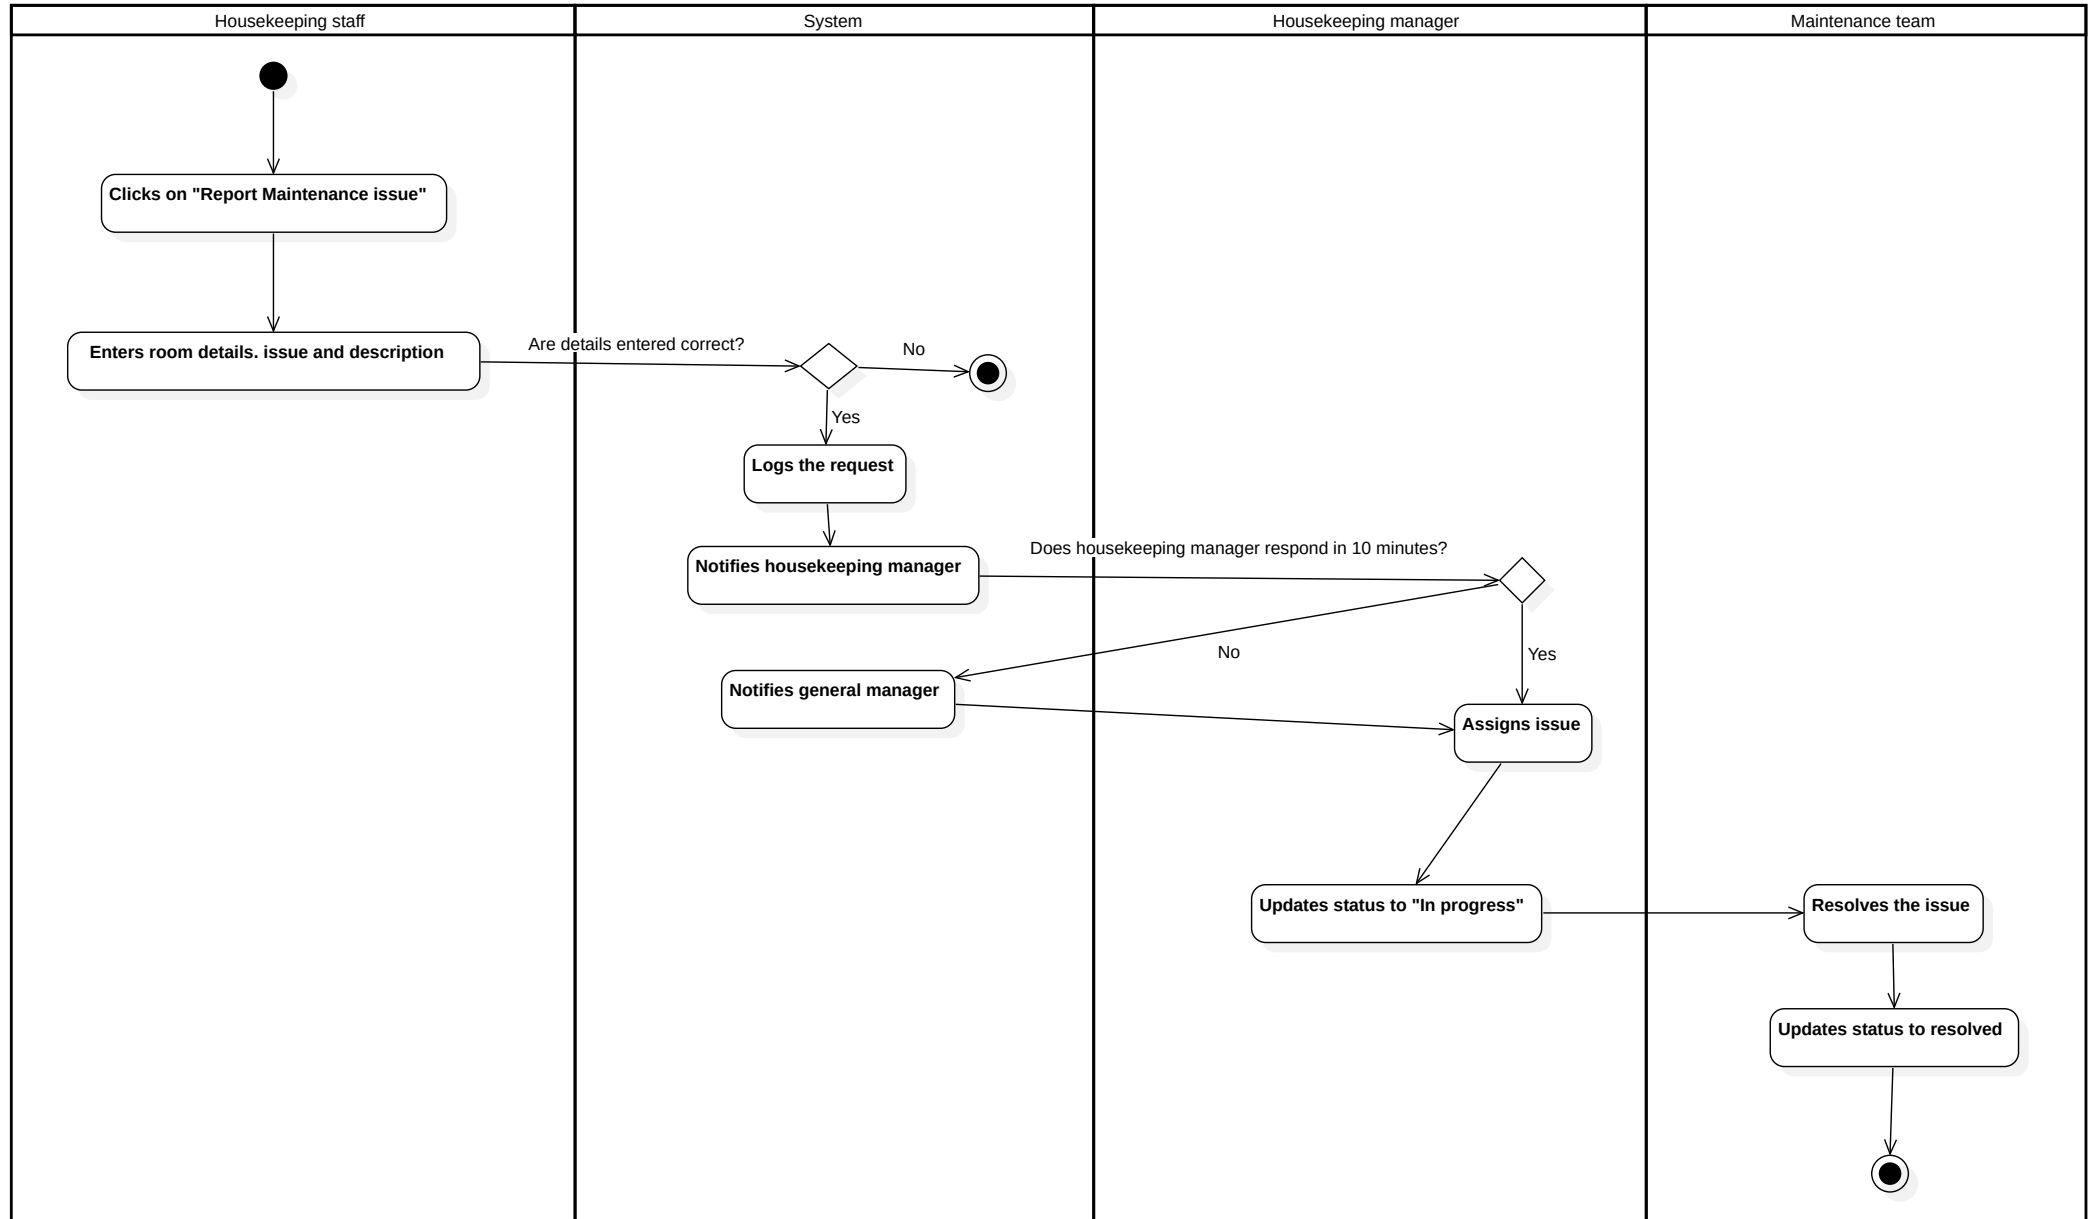 Housekeeping staff
System
Housekeeping manager
Maintenance team
Clicks on "Report Maintenance issue"
Enters room details. issue and description
Are details entered correct?
No
Yes
Logs the request
Notifies housekeeping manager
Does housekeeping manager respond in 10 minutes?
No
Yes
Notifies general manager
Assigns issue
Updates status to "In progress"
Resolves the issue
Updates status to resolved